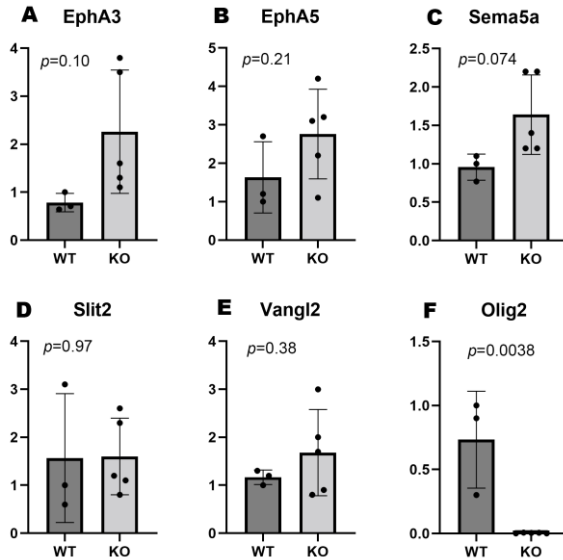 A EphA3
p=0.10
4
3
2
1
0
WT KO
B EphA5
p=0.21
5
4
3
2
1
0
WT KO
C Sema5a
p=0.074
2.5
2.0
1.5
1.0
0.5
0.0
WT KO
D Slit2
p=0.97
4
3
2
1
0
WT KO
E Vangl2
p=0.38
4
3
2
1
0
WT KO
F Olig2
p=0.0038
1.5
1.0
0.5
0.0
WT KO